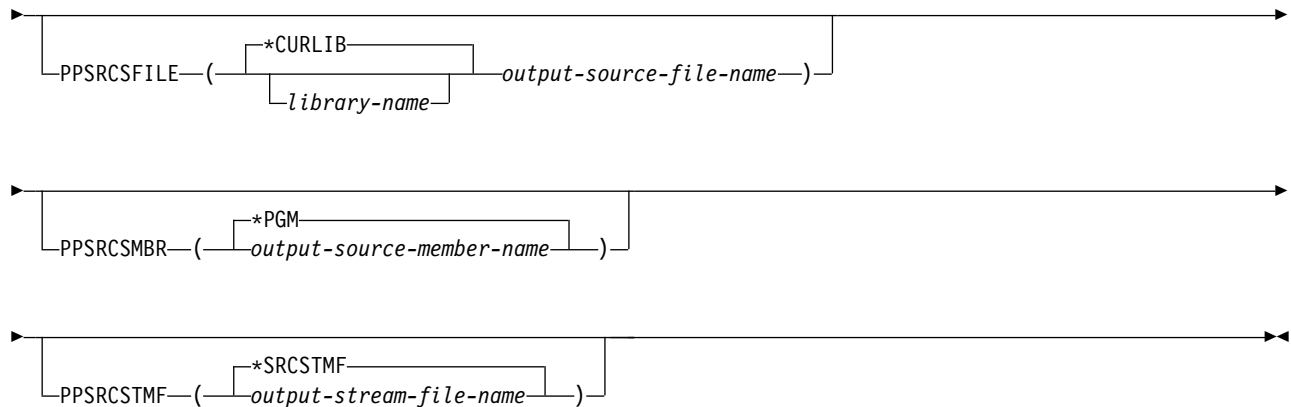 *CURLIB
PPSRCSFILE ( output-source-file-name )
library-name
*PGM
PPSRCSMBR ( output-source-member-name )
*SRCSTMF
PPSRCSTMF ( output-stream-file-name )